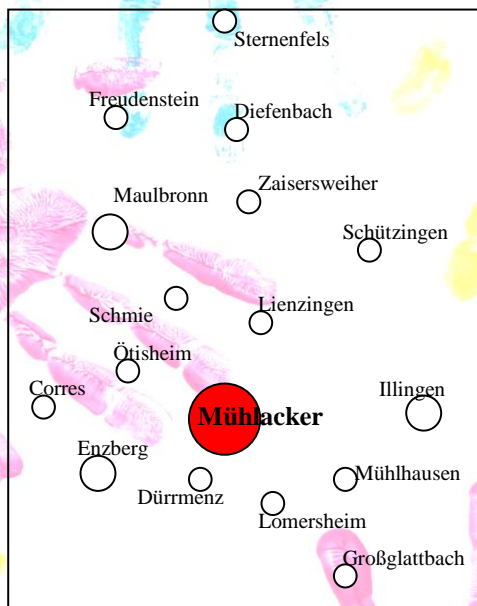 Sternenfels
Freudenstein
Diefenbach
Zaisersweiher
Maulbronn
Schützingen
Schmie
Lienzingen
Ötisheim
Corres
Illingen
Mühlacker
Enzberg
Mühlhausen
Dürrmenz
Lomersheim
Großglattbach